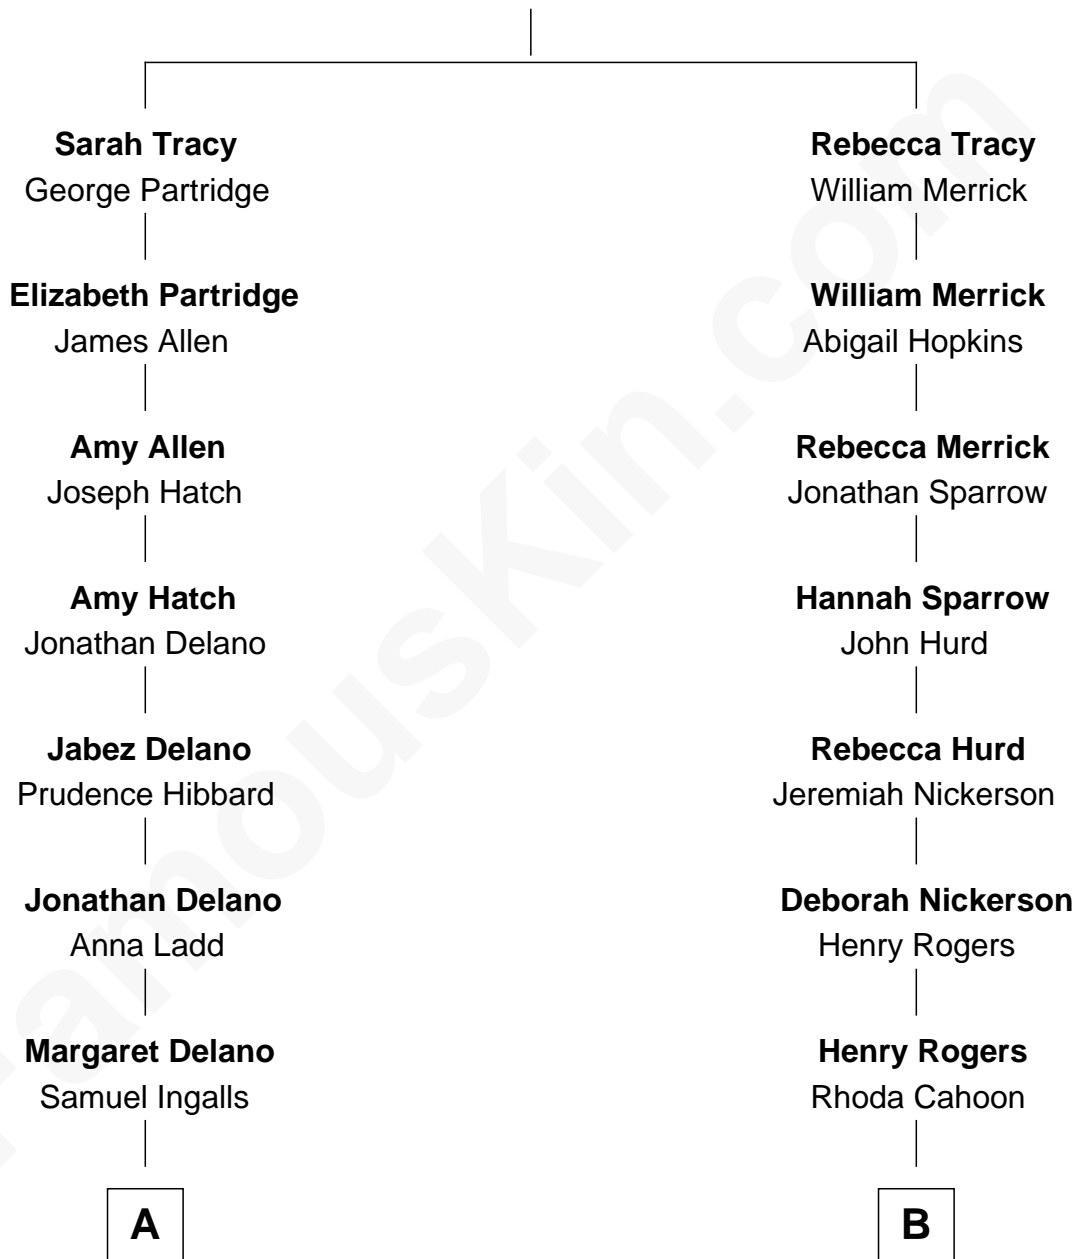 Sarah Tracy
George Partridge
Elizabeth Partridge
James Allen
Amy Allen
Joseph Hatch
Amy Hatch
Jonathan Delano
Jabez Delano
Prudence Hibbard
Jonathan Delano
Anna Ladd
Margaret Delano
Samuel Ingalls
A
Rebecca Tracy
William Merrick
William Merrick
Abigail Hopkins
Rebecca Merrick
Jonathan Sparrow
Hannah Sparrow
John Hurd
Rebecca Hurd
Jeremiah Nickerson
Deborah Nickerson
Henry Rogers
Henry Rogers
Rhoda Cahoon
B
FamousKin.com